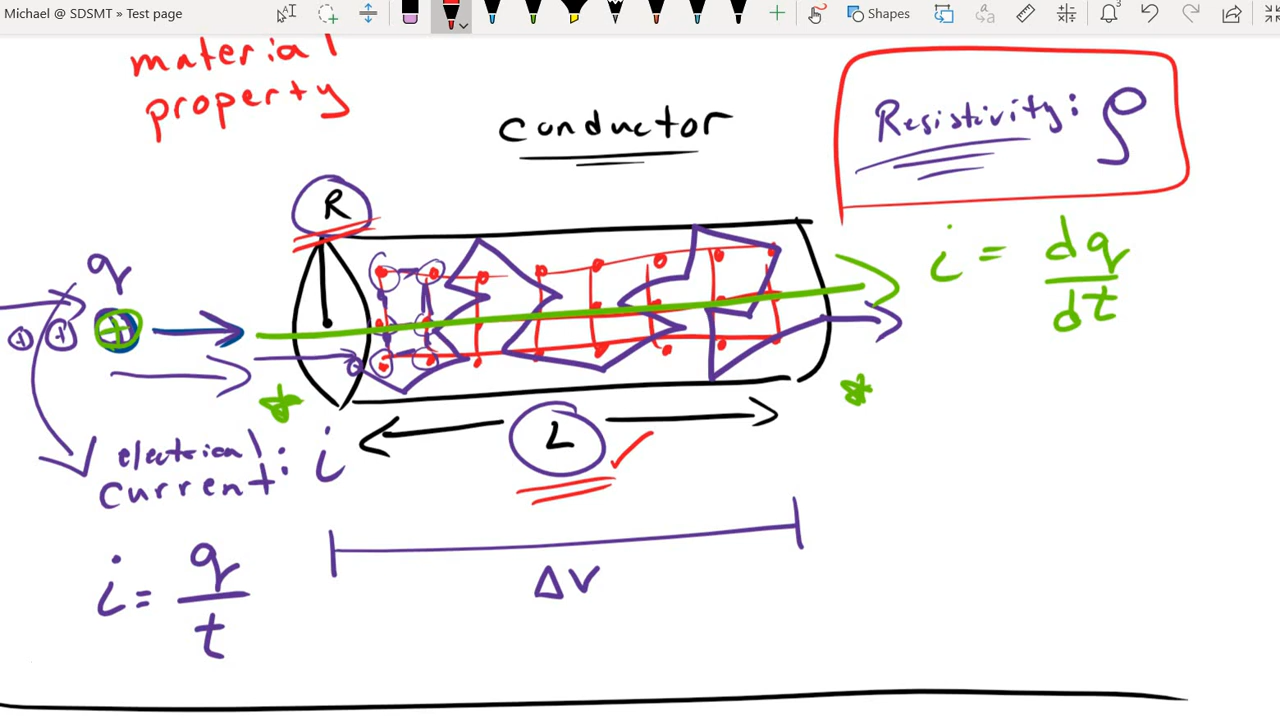 Michael @ SDSMT » Test page
Shapes
material
property
conductor
Resistivity: ρ
R
q
i = dq/dt
L
electrical
current: i
ΔV
i = q/t